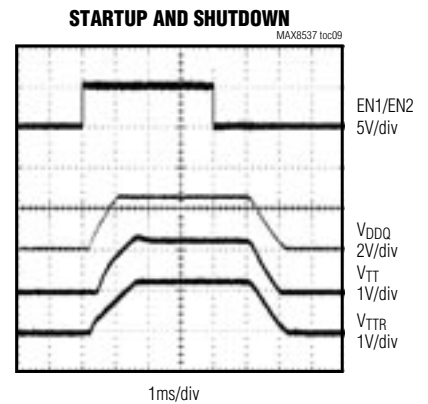 STARTUP AND SHUTDOWN
MAX8537 toc09
EN1/EN2
5V/div
VDDQ
2V/div
VTT
1V/div
VTTR
1V/div
1ms/div